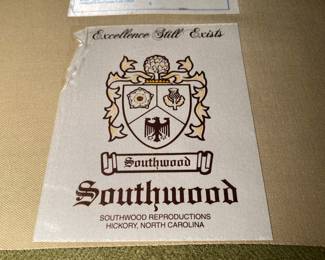 Excellence Still Exists
Southwood
Southwood
SOUTHWOOD REPRODUCTIONS
HICKORY, NORTH CAROLINA